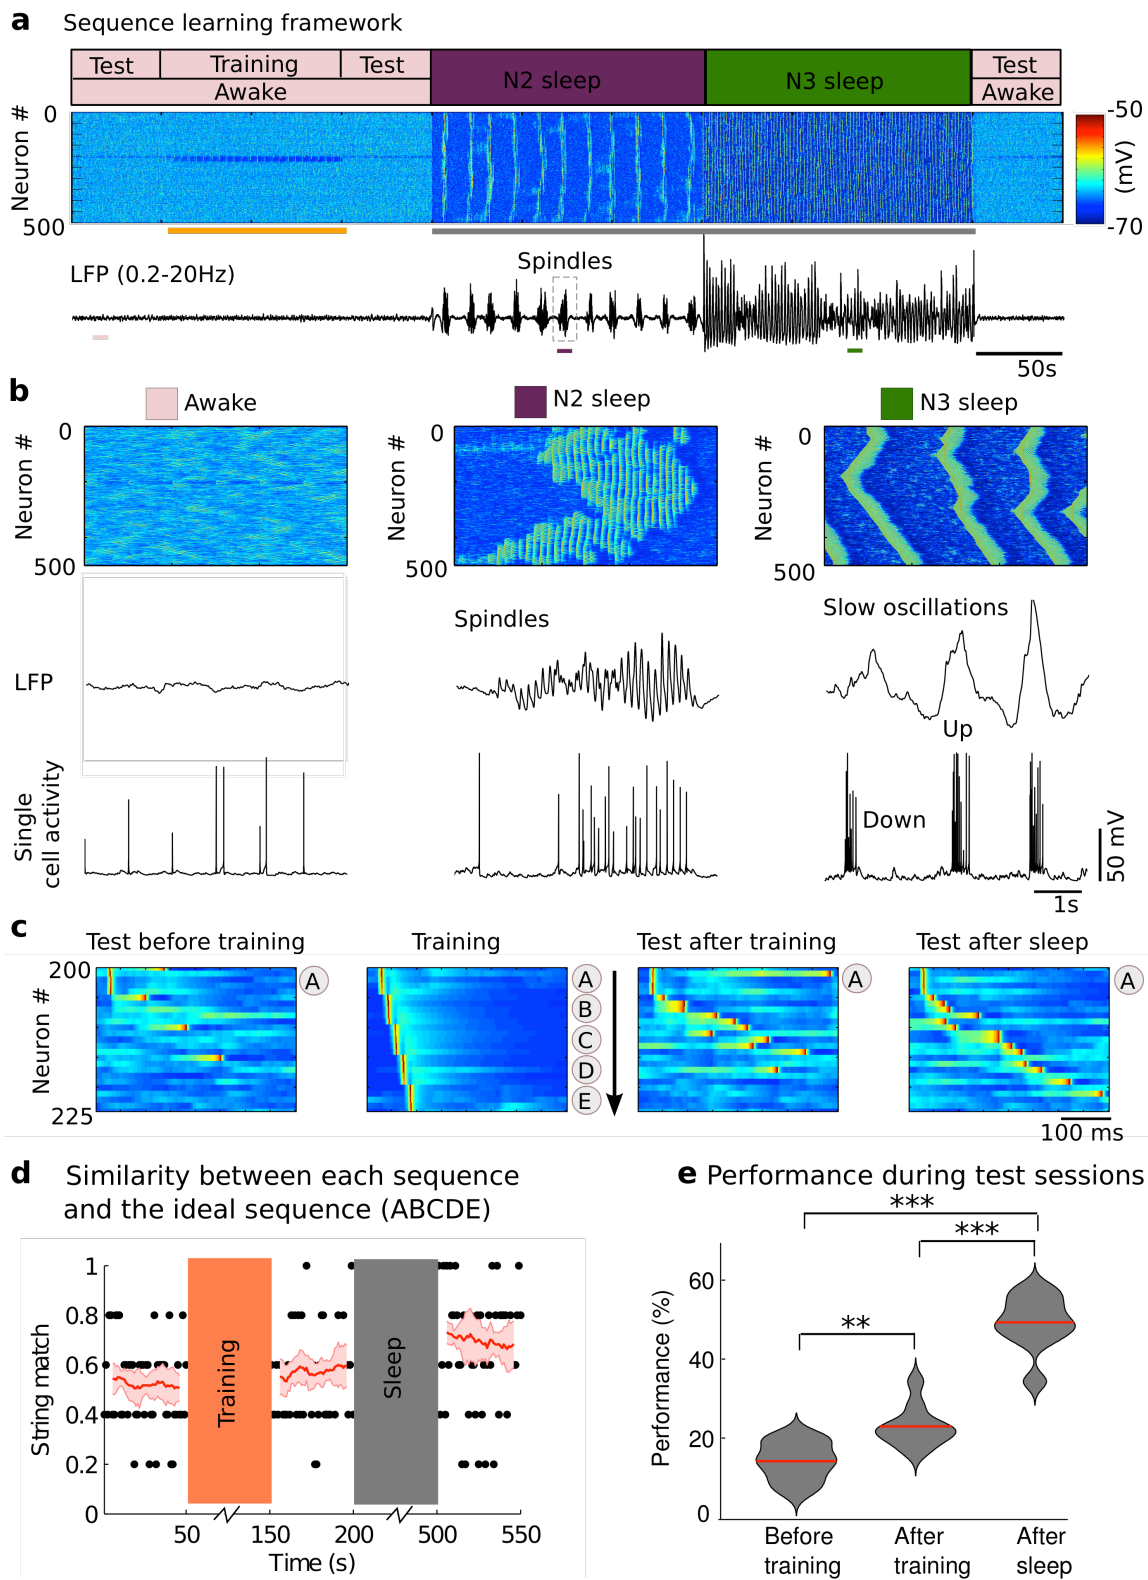 a Sequence learning framework
Test Training Test N2 sleep N3 sleep Test
Awake Awake
Neuron #
0
500
-50
(mV)
-70
LFP (0.2-20Hz)
Spindles
50s
b Awake N2 sleep N3 sleep
Neuron #
0
500
Neuron #
0
500
Neuron #
0
500
LFP
Spindles
Slow oscillations
Up
Single
cell activity
Down
50 mV
1s
c
Test before training Training Test after training Test after sleep
Neuron #
200
225
A
A
B
C
D
E
A
A
100 ms
d Similarity between each sequence
and the ideal sequence (ABCDE)
String match
1
0.8
0.6
0.4
0.2
0
Training
Sleep
50 150 200 500 550
Time (s)
e Performance during test sessions
***
***
**
Performance (%)
60
40
20
0
Before
training
After
training
After
sleep